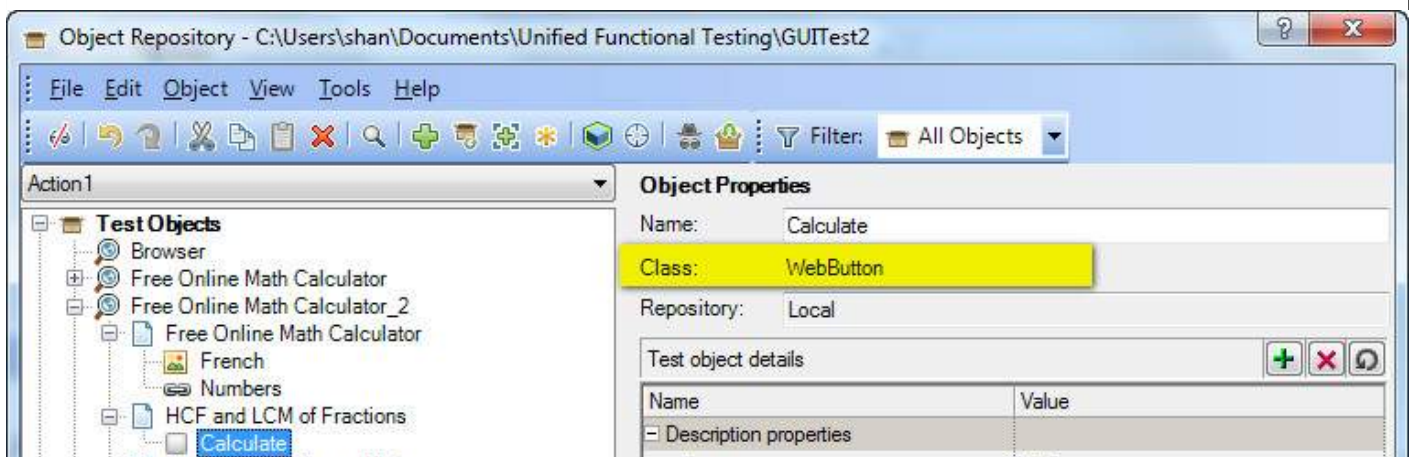 Object Repository - C:\Users\shan\Documents\Unified Functional Testing\GUITest2
File Edit Object View Tools Help
Filter: All Objects
Action1
Test Objects
Browser
Free Online Math Calculator
Free Online Math Calculator_2
Free Online Math Calculator
French
Numbers
HCF and LCM of Fractions
Calculate
Object Properties
Name: Calculate
Class: WebButton
Repository: Local
Test object details
Name Value
Description properties